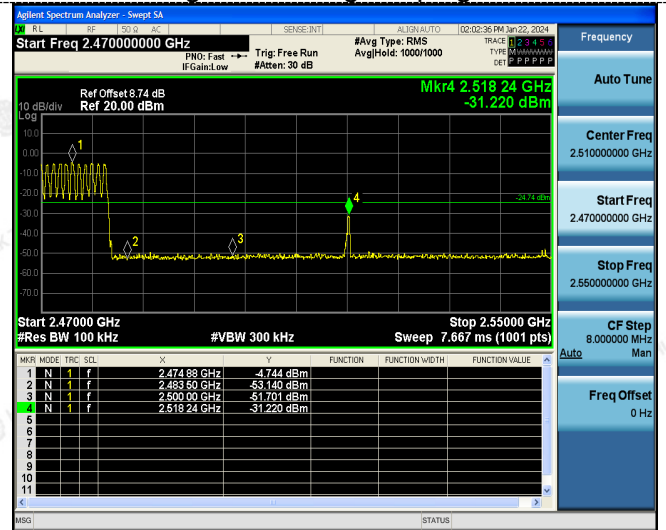 Agilent Spectrum Analyzer - Swept SA
LXI RL RF 50 Ω AC SENSE:INT ALIGN AUTO 02:02:36 PM Jan 22, 2024
Start Freq 2.470000000 GHz #Avg Type: RMS TRACE 1 2 3 4 5 6
PNO: Fast Trig: Free Run Avg|Hold: 1000/1000 TYPE M
IFGain:Low #Atten: 30 dB DET P P P P P P
Mkr4 2.518 24 GHz
-31.220 dBm
Ref Offset 8.74 dB
10 dB/div Ref 20.00 dBm
Log
10.0
0.00
-10.0
-20.0
-30.0
-40.0
-50.0
-60.0
-70.0
1
2
3
4
-24.74 dBm
Start 2.47000 GHz Stop 2.55000 GHz
#Res BW 100 kHz #VBW 300 kHz Sweep 7.667 ms (1001 pts)
MKR MODE TRC SCL X Y FUNCTION FUNCTION WIDTH FUNCTION VALUE
1 N 1 f 2.474 88 GHz -4.744 dBm
2 N 1 f 2.483 50 GHz -53.140 dBm
3 N 1 f 2.500 00 GHz -51.701 dBm
4 N 1 f 2.518 24 GHz -31.220 dBm
5
6
7
8
9
10
11
MSG STATUS
Frequency
Auto Tune
Center Freq
2.510000000 GHz
Start Freq
2.470000000 GHz
Stop Freq
2.550000000 GHz
CF Step
8.000000 MHz
Auto Man
Freq Offset
0 Hz